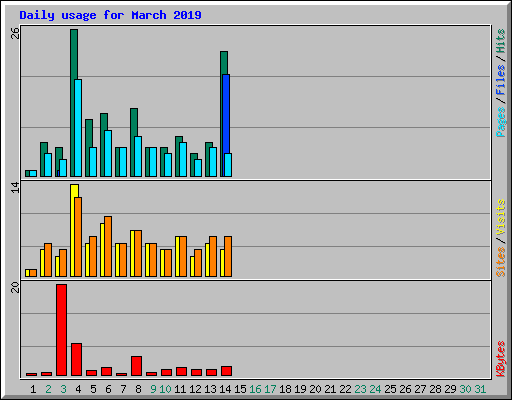 Daily usage for March 2019
26
14
20
Pages / Files / Hits
Sites / Visits
KBytes
1 2 3 4 5 6 7 8 9 10 11 12 13 14 15 16 17 18 19 20 21 22 23 24 25 26 27 28 29 30 31